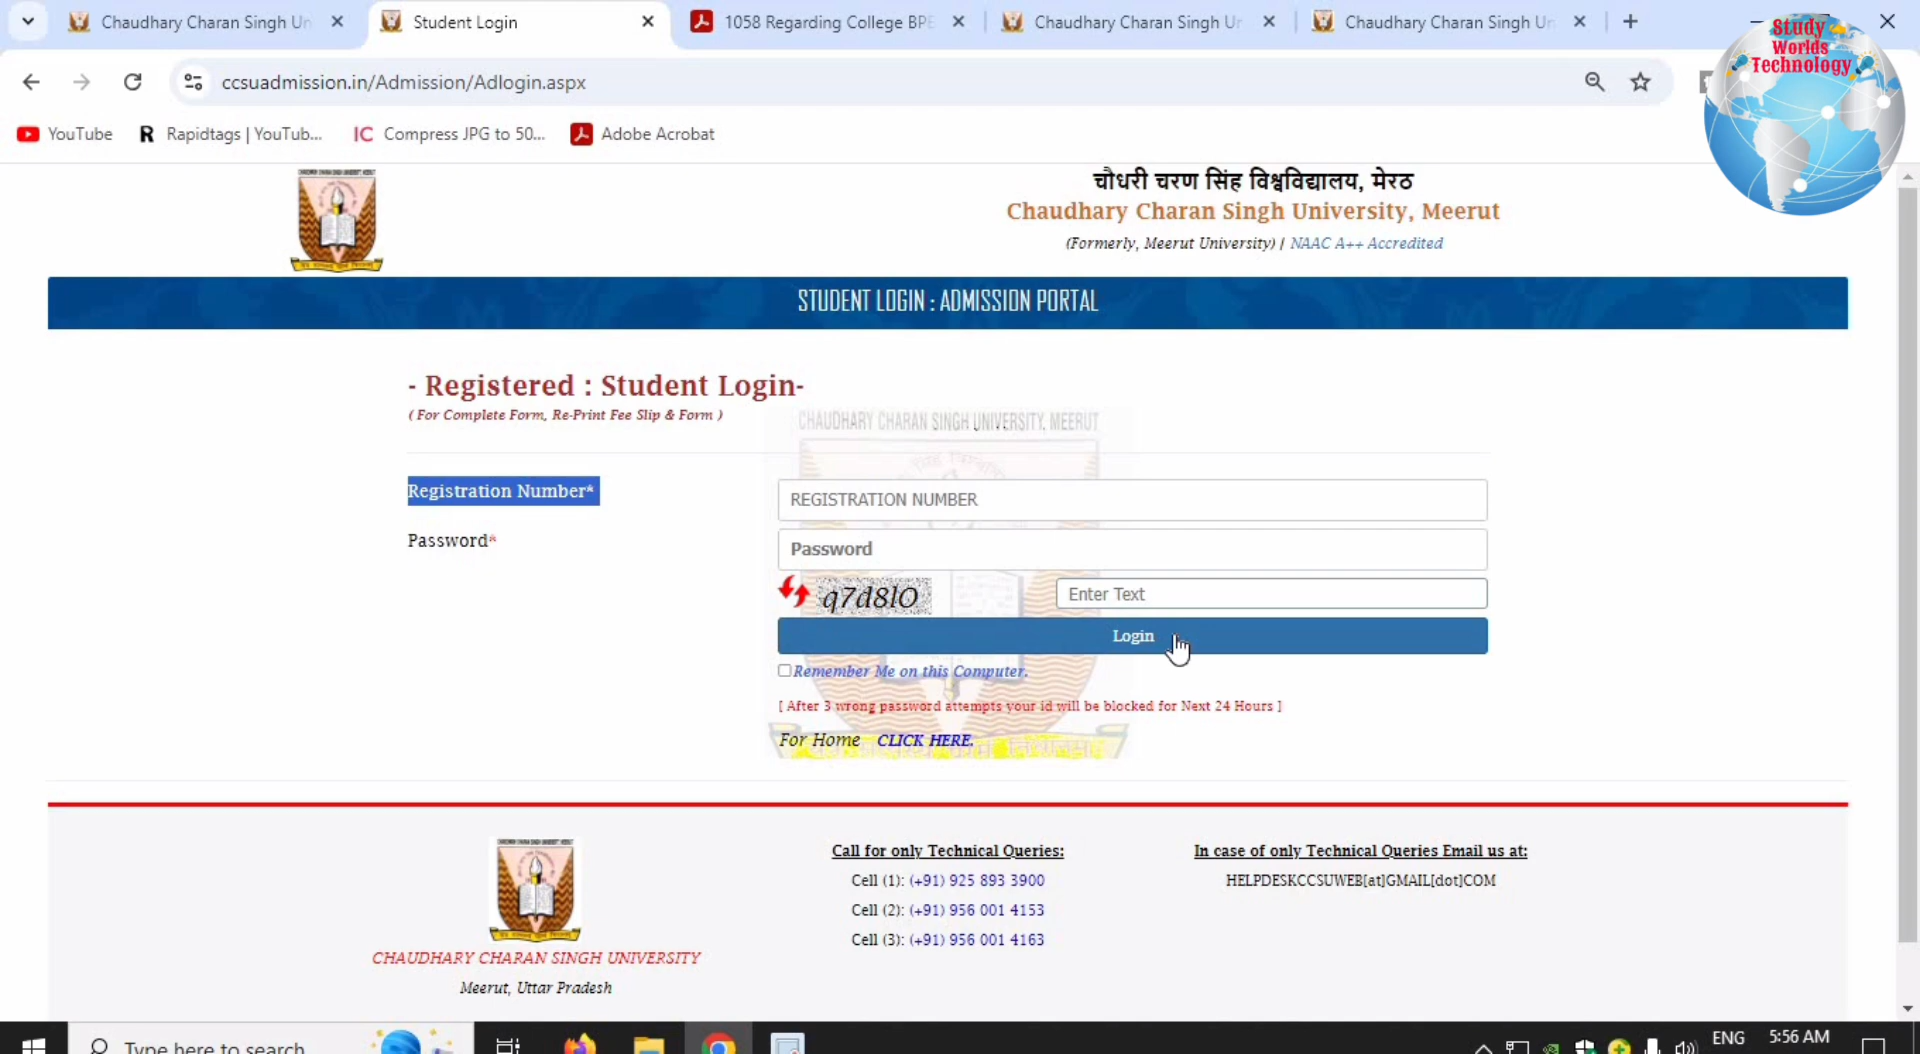 Chaudhary Charan Singh Un
Student Login
1058 Regarding College BPE
Chaudhary Charan Singh Ur
Chaudhary Charan Singh Un
Study
Worlds
Technology
ccsuadmission.in/Admission/Adlogin.aspx
YouTube
Rapidtags | YouTub...
IC Compress JPG to 50...
Adobe Acrobat
चौधरी चरण सिंह विश्वविद्यालय, मेरठ
Chaudhary Charan Singh University, Meerut
(Formerly, Meerut University) | NAAC A++ Accredited
STUDENT LOGIN : ADMISSION PORTAL
- Registered : Student Login-
( For Complete Form, Re-Print Fee Slip & Form )
CHAUDHARY CHARAN SINGH UNIVERSITY, MEERUT
Registration Number*
REGISTRATION NUMBER
Password*
Password
q7d8lO
Enter Text
Login
Remember Me on this Computer.
[ After 3 wrong password attempts your id will be blocked for Next 24 Hours ]
For Home CLICK HERE.
CHAUDHARY CHARAN SINGH UNIVERSITY
Meerut, Uttar Pradesh
Call for only Technical Queries:
Cell (1): (+91) 925 893 3900
Cell (2): (+91) 956 001 4153
Cell (3): (+91) 956 001 4163
In case of only Technical Queries Email us at:
HELPDESKCCSUWEB[at]GMAIL[dot]COM
Type here to search
ENG
5:56 AM